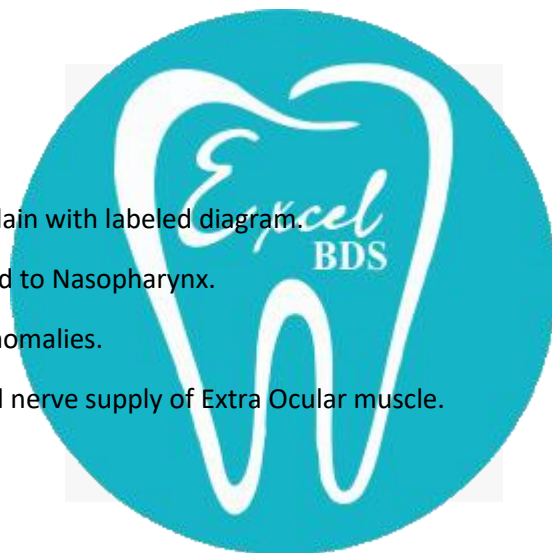 lain with labeled diagram.
Excel
BDS
d to Nasopharynx.
nomalies.
l nerve supply of Extra Ocular muscle.